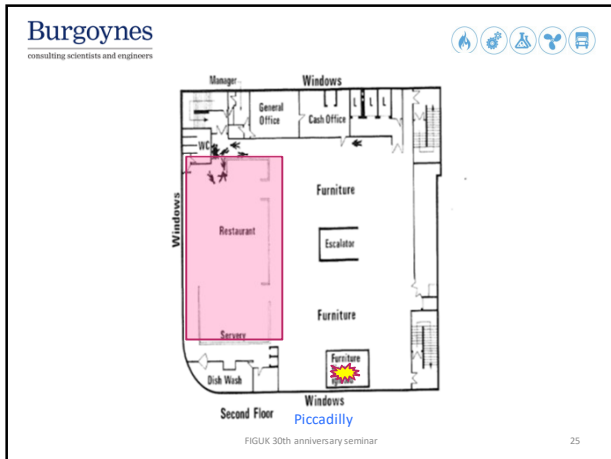 Burgoynes
consulting scientists and engineers
Manager
Windows
General
Office
Cash Office
L
L
L
WC
Furniture
Windows
Restaurant
Escalator
Furniture
Servery
Furniture
Dish Wash
Windows
Second Floor
Piccadilly
FIGUK 30th anniversary seminar
25